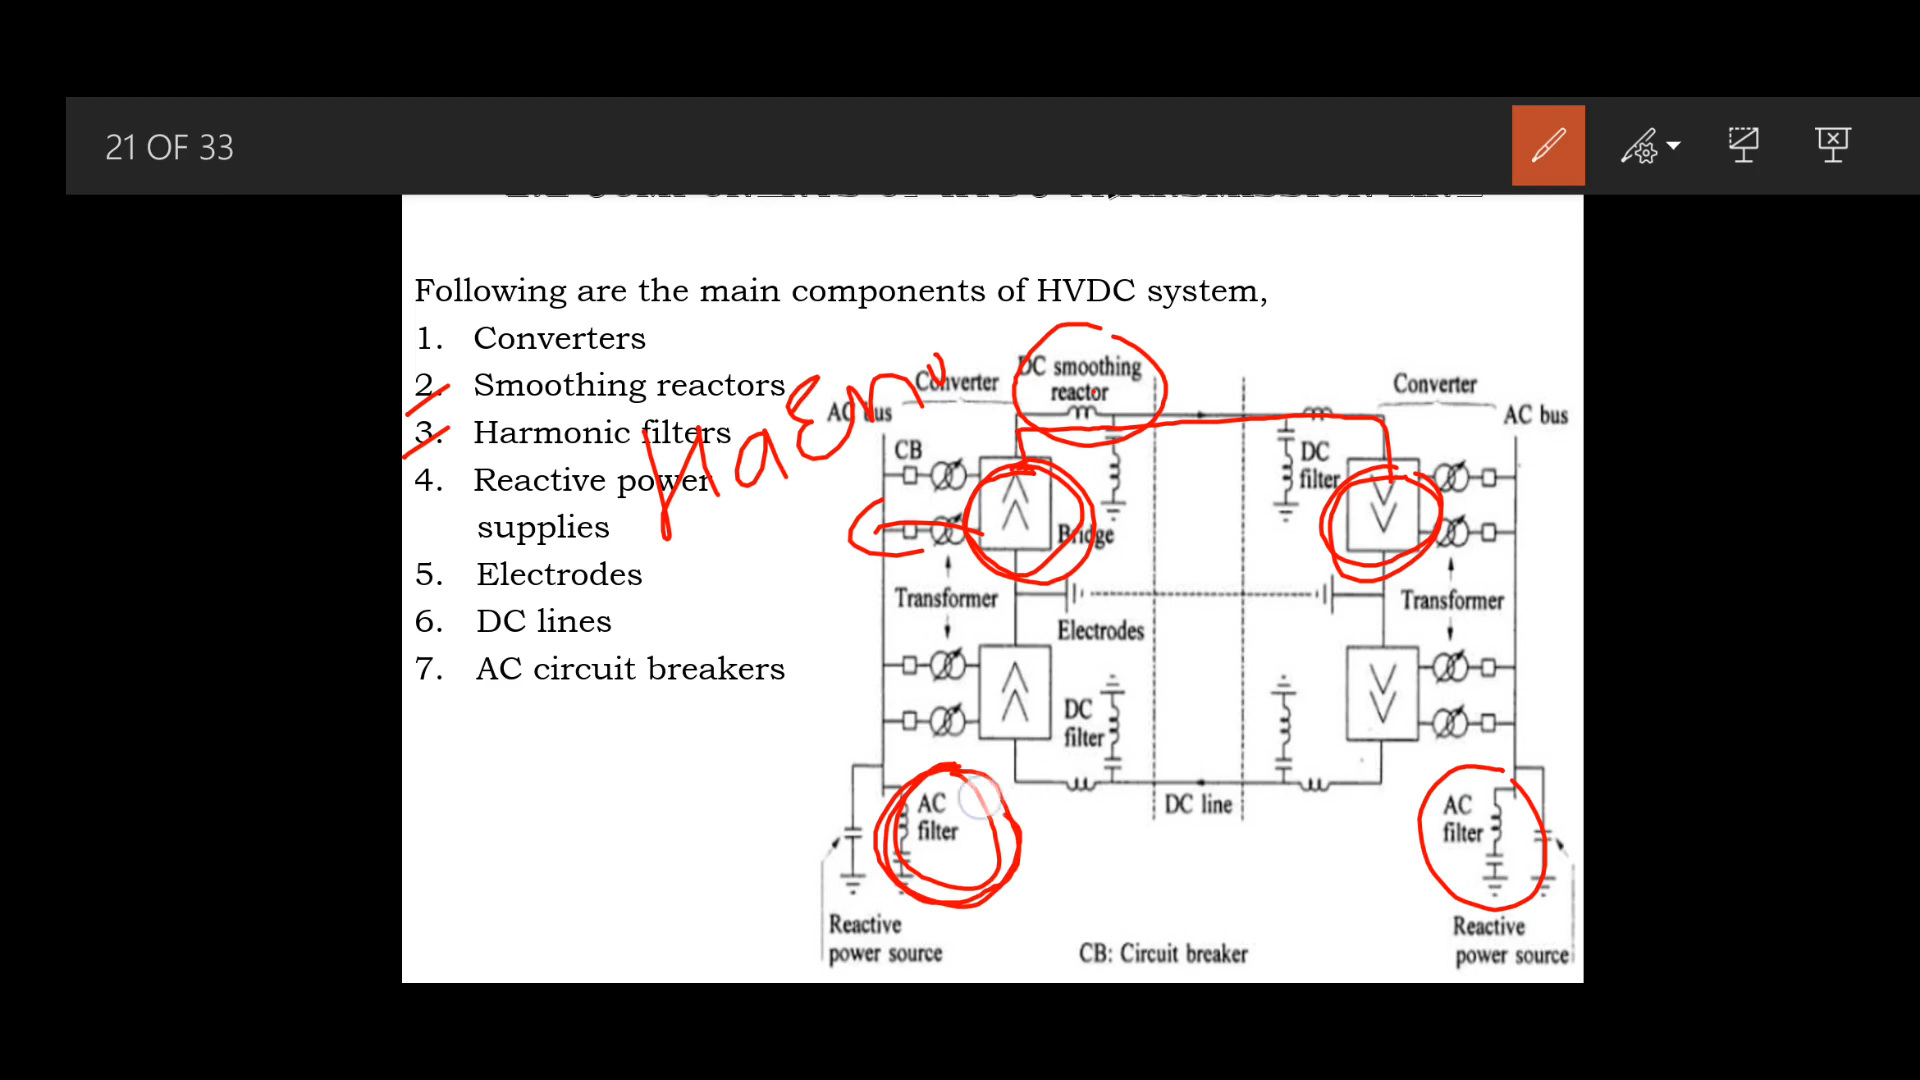 21 OF 33
Following are the main components of HVDC system,
1. Converters
2. Smoothing reactors
3. Harmonic filters
4. Reactive power
supplies
5. Electrodes
6. DC lines
7. AC circuit breakers
DC smoothing
reactor
Converter
Converter
AC bus
AC bus
CB
DC
filter
Bridge
Transformer
Transformer
Electrodes
DC
filter
AC
filter
DC line
AC
filter
Reactive
power source
CB: Circuit breaker
Reactive
power source